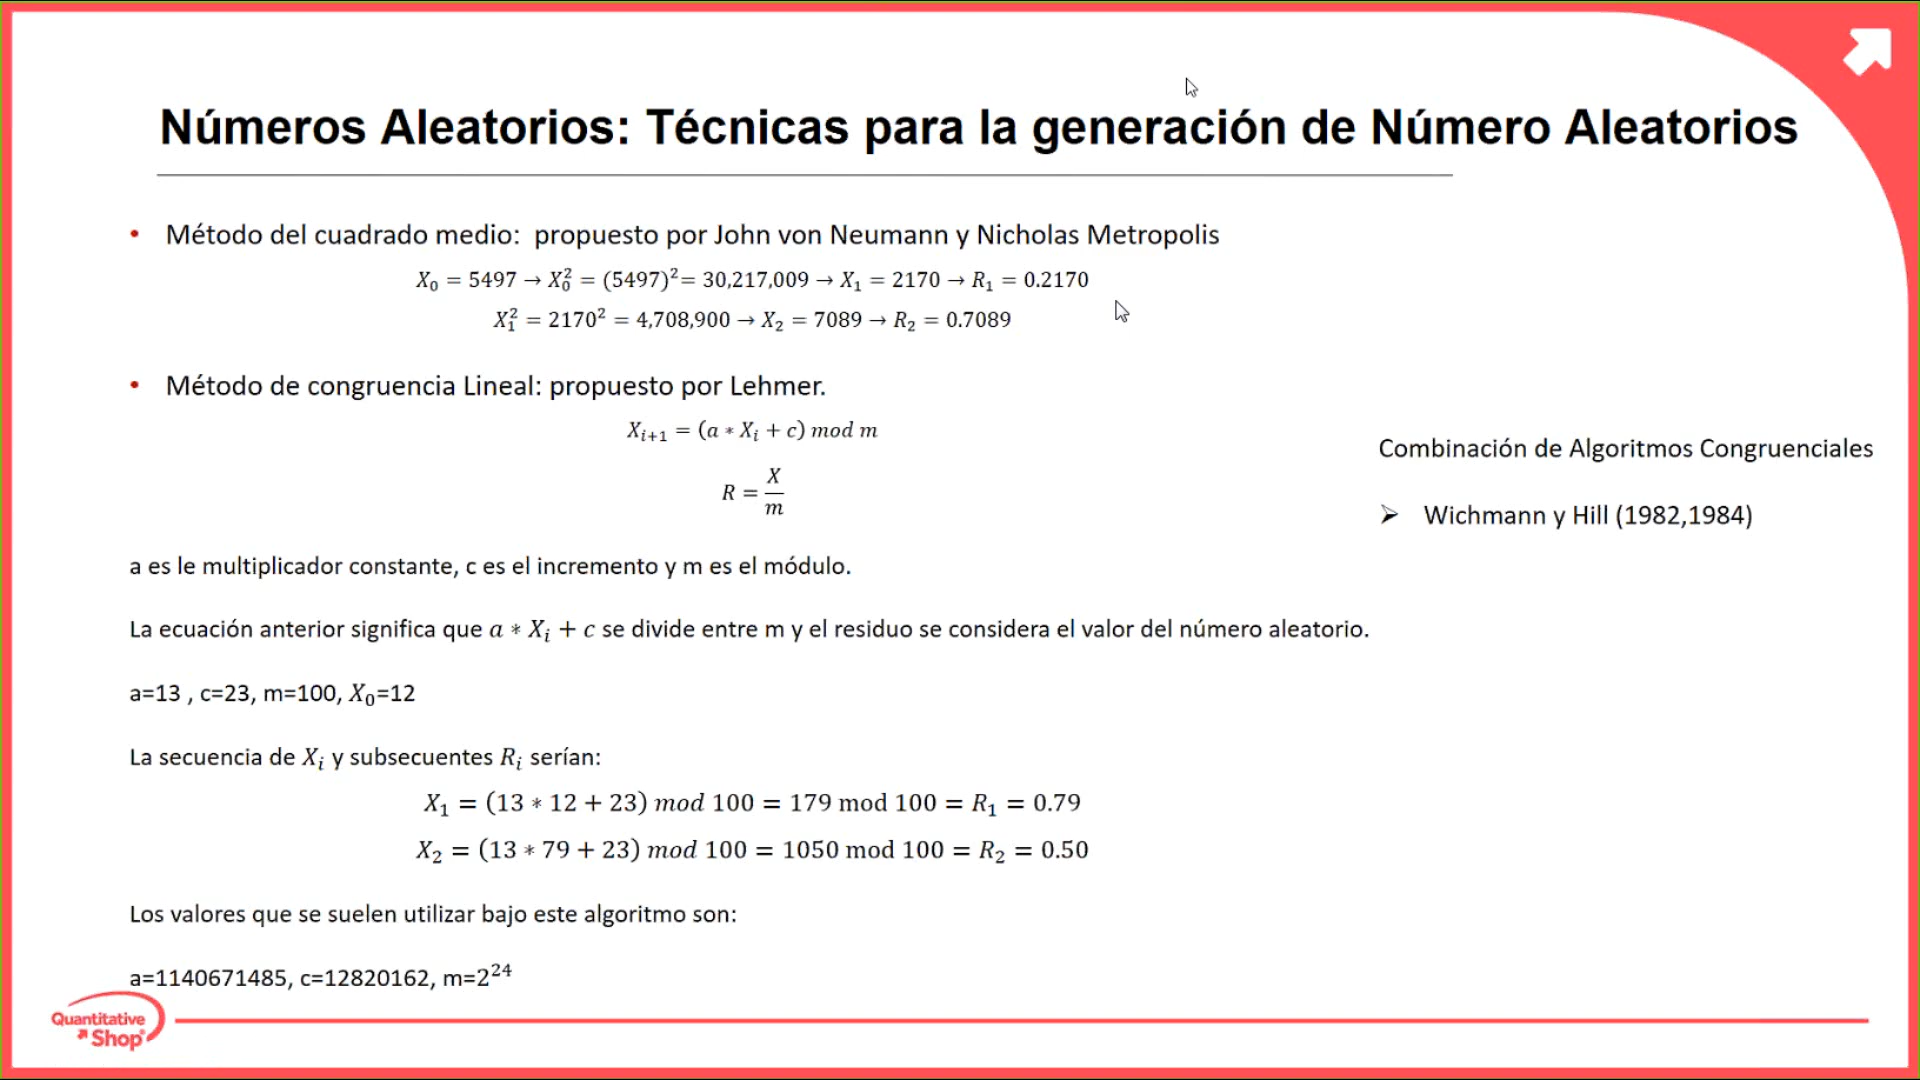 Números Aleatorios: Técnicas para la generación de Número Aleatorios
• Método del cuadrado medio: propuesto por John von Neumann y Nicholas Metropolis
X₀ = 5497 → X₀² = (5497)²= 30,217,009 → X₁ = 2170 → R₁ = 0.2170
X₁² = 2170² = 4,708,900 → X₂ = 7089 → R₂ = 0.7089
• Método de congruencia Lineal: propuesto por Lehmer.
Xᵢ₊₁ = (a ∗ Xᵢ + c) mod m
R = X/m
Combinación de Algoritmos Congruenciales
➢ Wichmann y Hill (1982,1984)
a es le multiplicador constante, c es el incremento y m es el módulo.
La ecuación anterior significa que a ∗ Xᵢ + c se divide entre m y el residuo se considera el valor del número aleatorio.
a=13 , c=23, m=100, X₀=12
La secuencia de Xᵢ y subsecuentes Rᵢ serían:
X₁ = (13 ∗ 12 + 23) mod 100 = 179 mod 100 = R₁ = 0.79
X₂ = (13 ∗ 79 + 23) mod 100 = 1050 mod 100 = R₂ = 0.50
Los valores que se suelen utilizar bajo este algoritmo son:
a=1140671485, c=12820162, m=2²⁴
Quantitative
Shop